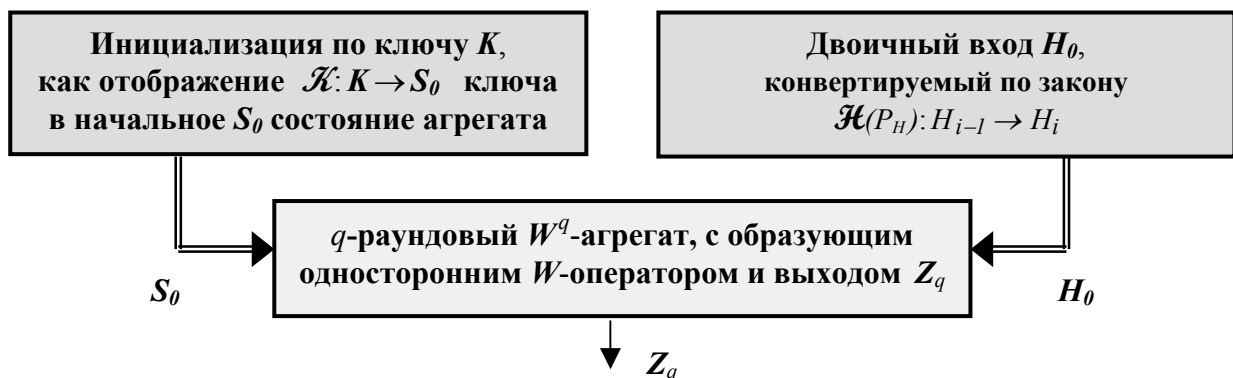 Инициализация по ключу K,
как отображение 𝒦: K → S₀ ключа
в начальное S₀ состояние агрегата
Двоичный вход H₀,
конвертируемый по закону
ℋ(P_H): H_{i–1} → H_i
q-раундовый W^q-агрегат, с образующим
односторонним W-оператором и выходом Z_q
S₀
H₀
Z_q